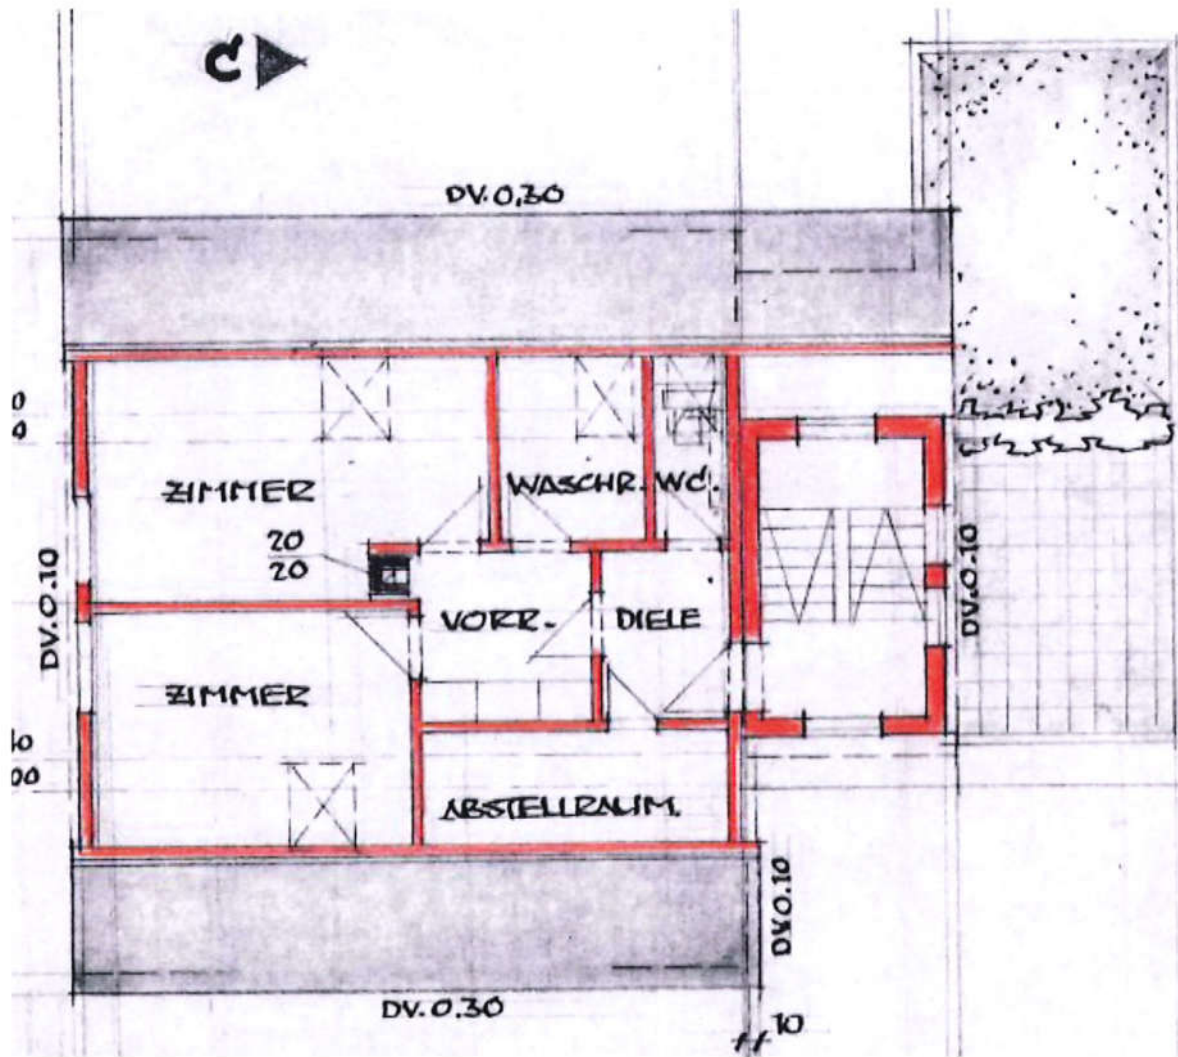 C
DV. 0,30
ZIMMER
WASCHR.
WC.
20
20
VORR.
DIELE
DV. 0.10
DV. 0.10
ZIMMER
00
ABSTELLRAUM.
DV. 0.10
DV. 0.30
10